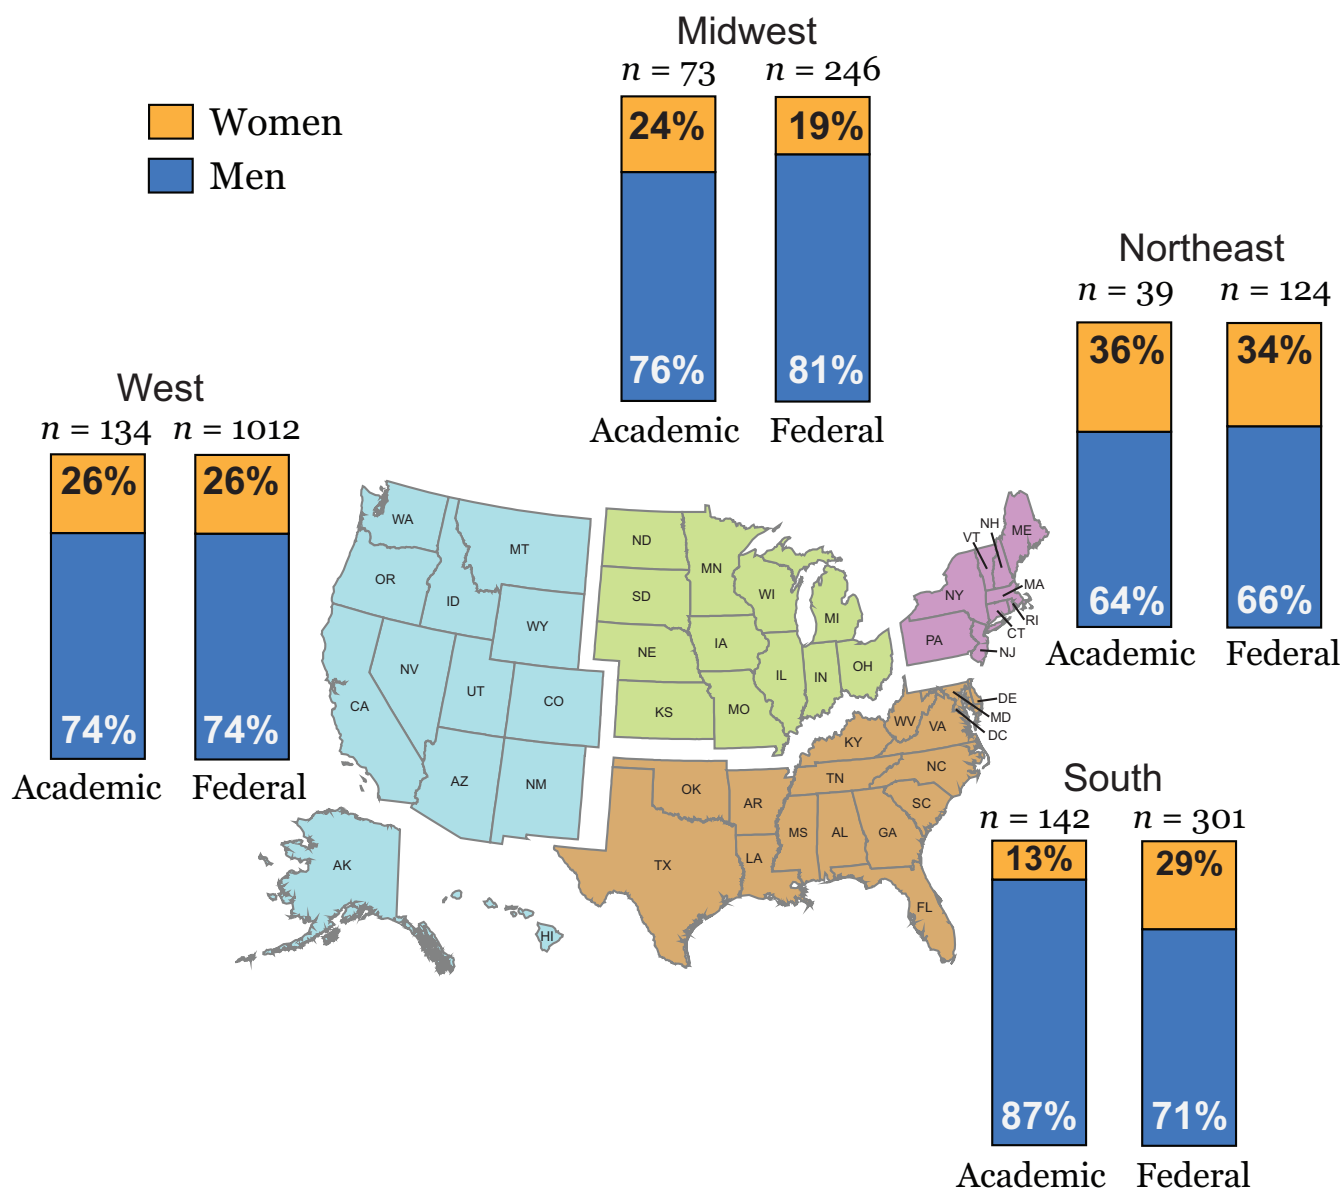 Midwest
n = 73 n = 246
Women
Men
24% 19%
76% 81%
Academic Federal
Northeast
n = 39 n = 124
36% 34%
64% 66%
Academic Federal
West
n = 134 n = 1012
26% 26%
74% 74%
Academic Federal
WA
MT
OR
ID
WY
NV
UT
CO
CA
AZ
NM
AK
HI
ND
MN
SD
WI
MI
NE
IA
IL
IN
OH
KS
MO
NH
ME
VT
NY
MA
RI
CT
PA
NJ
DE
MD
DC
WV
VA
KY
NC
TN
SC
OK
AR
MS
AL
GA
TX
LA
FL
South
n = 142 n = 301
13% 29%
87% 71%
Academic Federal